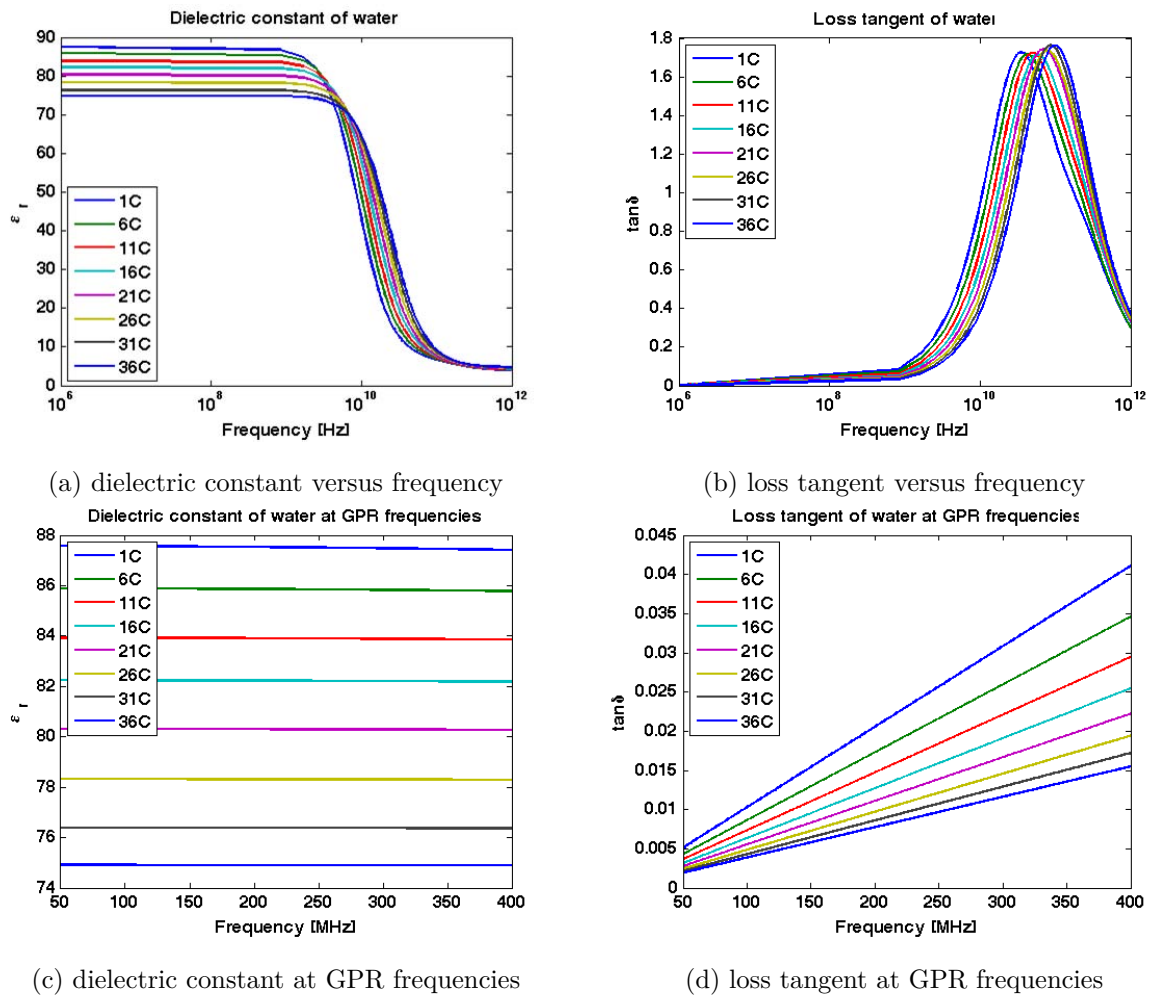 Dielectric constant of water
ε r
90
80
70
60
50
40
30
20
10
0
1C
6C
11C
16C
21C
26C
31C
36C
10^6
10^8
10^10
10^12
Frequency [Hz]
(a) dielectric constant versus frequency
Loss tangent of water
tanδ
1.8
1.6
1.4
1.2
1
0.8
0.6
0.4
0.2
0
1C
6C
11C
16C
21C
26C
31C
36C
10^6
10^8
10^10
10^12
Frequency [Hz]
(b) loss tangent versus frequency
Dielectric constant of water at GPR frequencies
ε r
88
86
84
82
80
78
76
74
1C
6C
11C
16C
21C
26C
31C
36C
50
100
150
200
250
300
350
400
Frequency [MHz]
(c) dielectric constant at GPR frequencies
Loss tangent of water at GPR frequencies
tanδ
0.045
0.04
0.035
0.03
0.025
0.02
0.015
0.01
0.005
0
1C
6C
11C
16C
21C
26C
31C
36C
50
100
150
200
250
300
350
400
Frequency [MHz]
(d) loss tangent at GPR frequencies